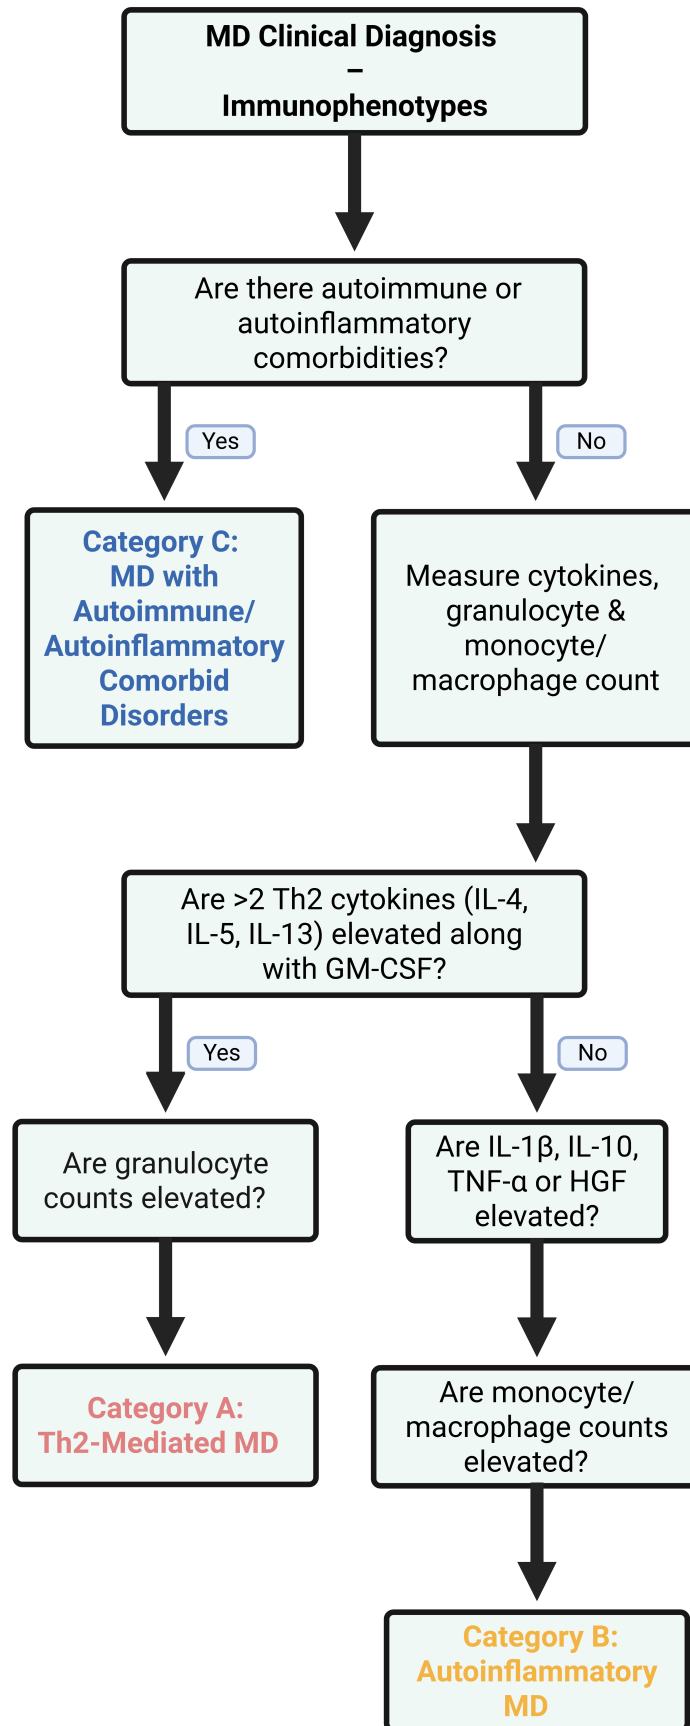 MD Clinical Diagnosis
–
Immunophenotypes
Are there autoimmune or
autoinflammatory
comorbidities?
Yes
No
Category C:
MD with
Autoimmune/
Autoinflammatory
Comorbid
Disorders
Measure cytokines,
granulocyte &
monocyte/
macrophage count
Are >2 Th2 cytokines (IL-4,
IL-5, IL-13) elevated along
with GM-CSF?
Yes
No
Are granulocyte
counts elevated?
Are IL-1β, IL-10,
TNF-α or HGF
elevated?
Category A:
Th2-Mediated MD
Are monocyte/
macrophage counts
elevated?
Category B:
Autoinflammatory
MD